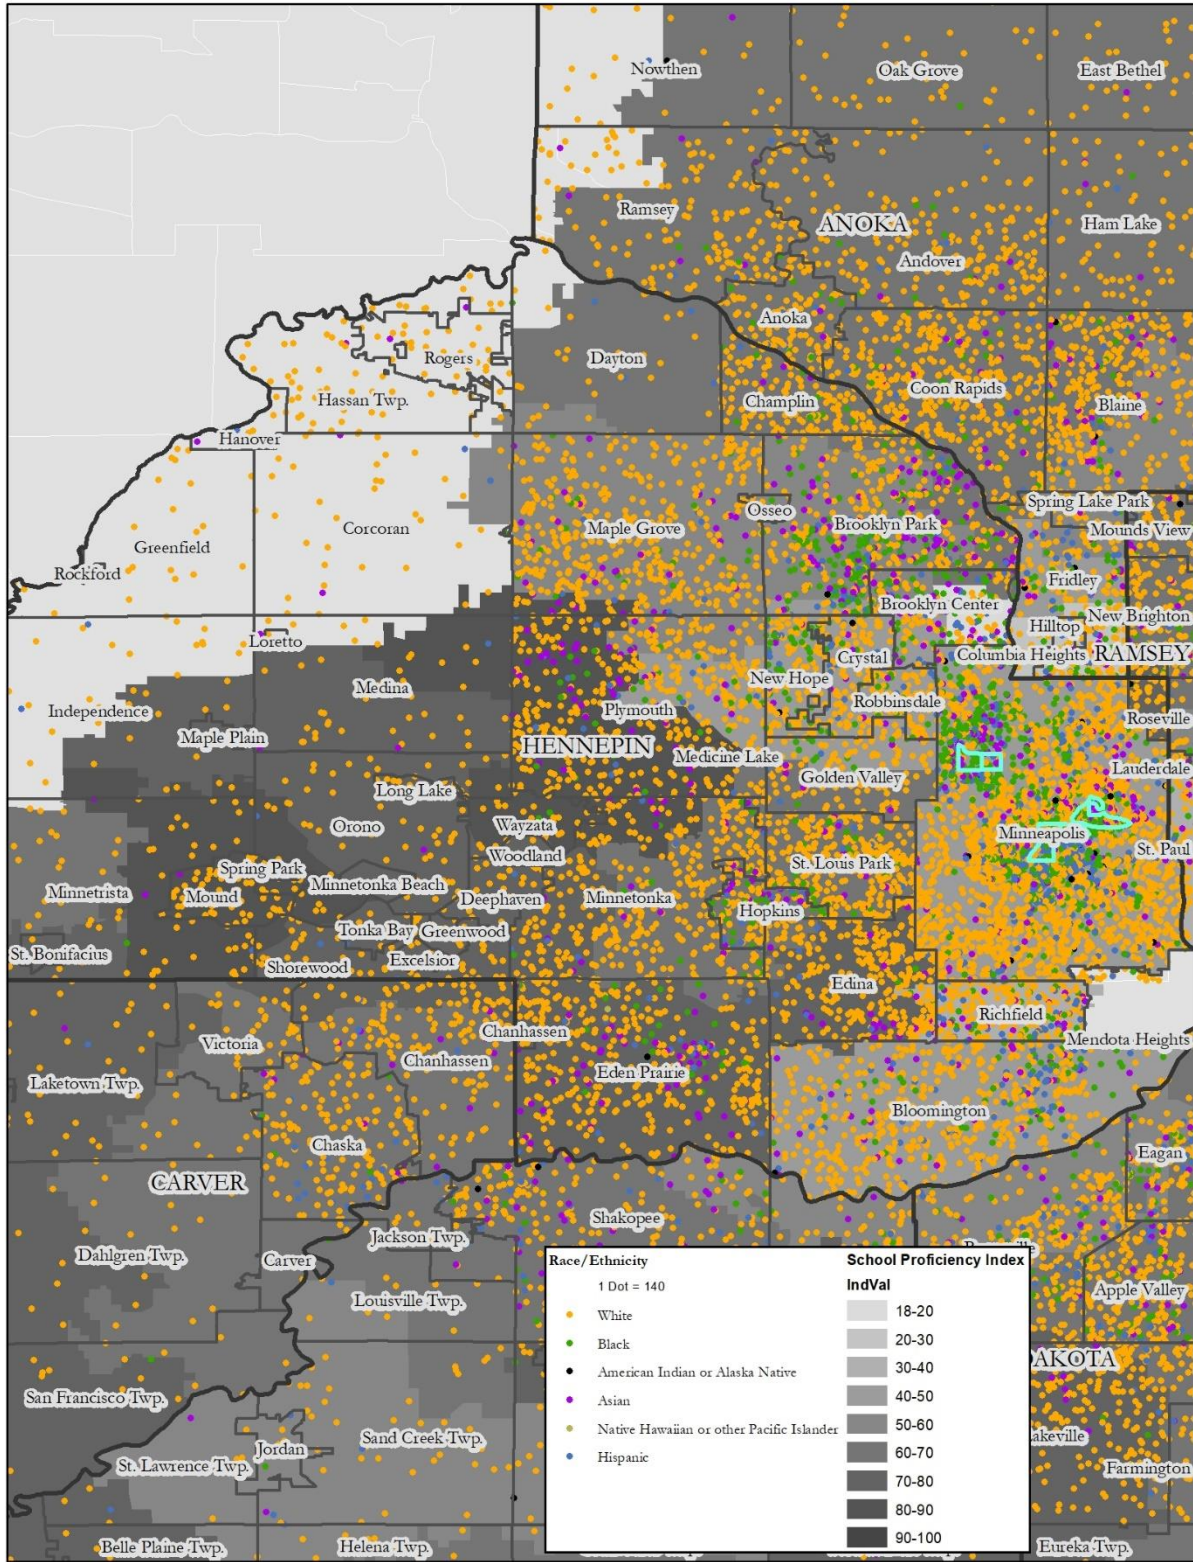 Nowthen
Oak Grove
East Bethel
Ramsey
ANOKA
Ham Lake
Andover
Anoka
Rogers
Dayton
Hassan Twp.
Champlin
Coon Rapids
Blaine
Hanover
Spring Lake Park
Osseo
Maple Grove
Brooklyn Park
Mounds View
Corcoran
Greenfield
Rockford
Fridley
Brooklyn Center
New Brighton
Hilltop
Loretto
Columbia Heights
RAMSEY
Crystal
New Hope
Medina
Robbinsdale
Plymouth
Independence
Roseville
Maple Plain
HENNEPIN
Medicine Lake
Lauderdale
Golden Valley
Long Lake
Orono
Wayzata
Minneapolis
St. Paul
Woodland
St. Louis Park
Spring Park
Minnetonka Beach
Minnetrista
Mound
Deephaven
Minnetonka
Hopkins
Tonka Bay
Greenwood
St. Bonifacius
Excelsior
Shorewood
Edina
Richfield
Chanhassen
Mendota Heights
Victoria
Chanhassen
Eden Prairie
Laketown Twp.
Bloomington
Chaska
Eagan
CARVER
Shakopee
Jackson Twp.
Dahlgren Twp.
Carver
Louisville Twp.
Apple Valley
AKOTA
San Francisco Twp.
Sand Creek Twp.
Jordan
St. Lawrence Twp.
akeville
Farmington
Belle Plaine Twp.
Helena Twp.
Eureka Twp.
Race/Ethnicity
1 Dot = 140
White
Black
American Indian or Alaska Native
Asian
Native Hawaiian or other Pacific Islander
Hispanic
School Proficiency Index
IndVal
18-20
20-30
30-40
40-50
50-60
60-70
70-80
80-90
90-100